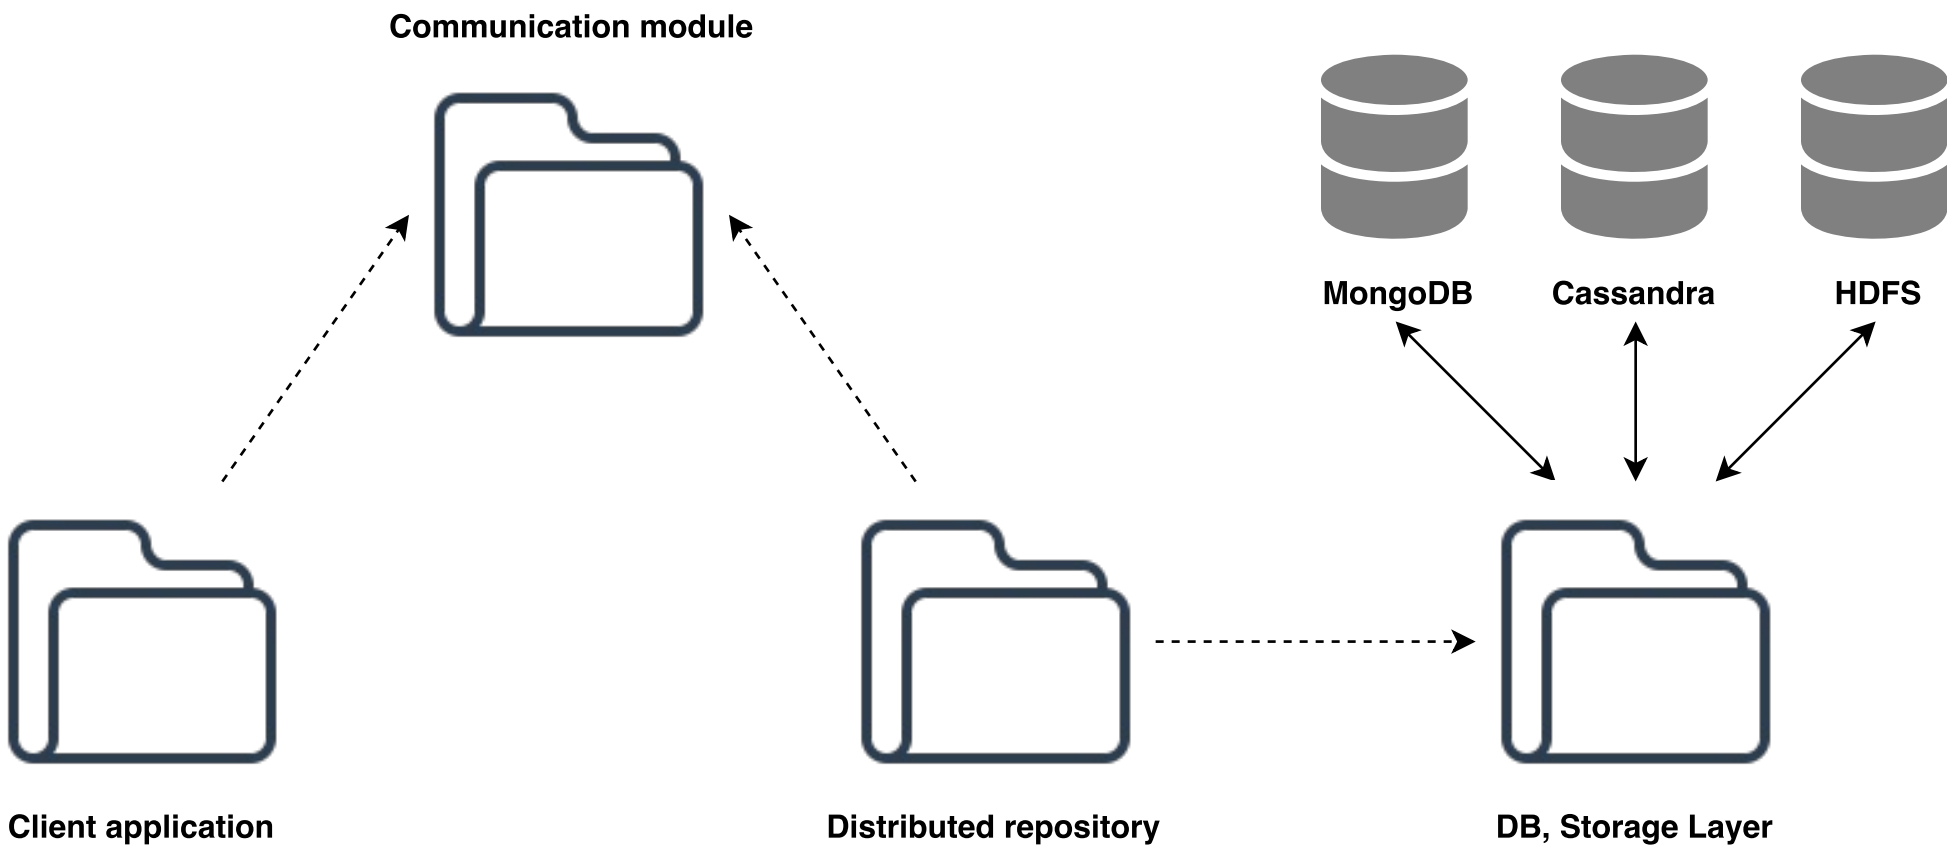 Communication module
MongoDB
Cassandra
HDFS
Client application
Distributed repository
DB, Storage Layer